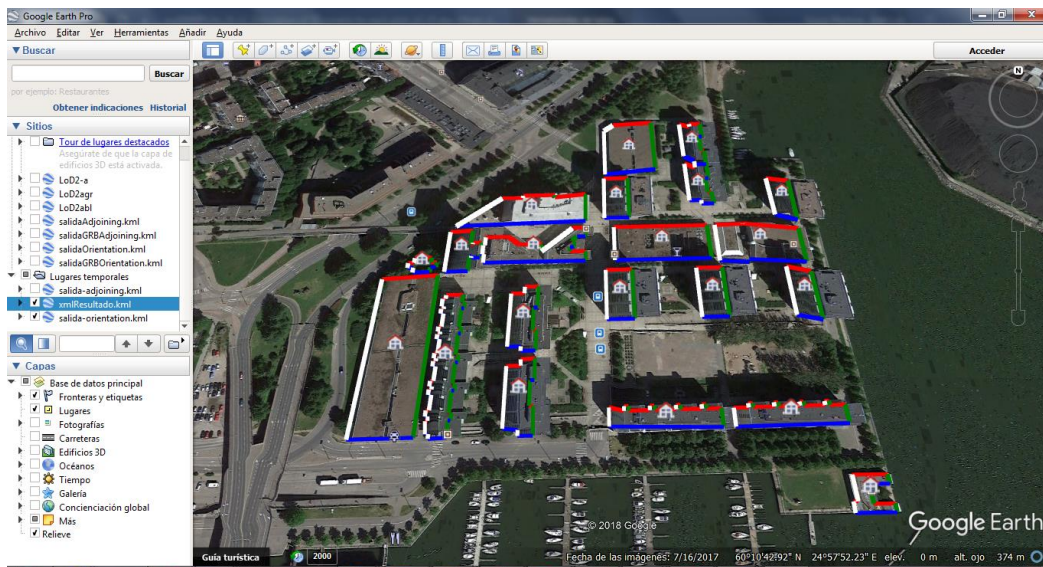 Google Earth Pro
Archivo Editar Ver Herramientas Añadir Ayuda
Buscar
Acceder
Buscar
por ejemplo: Restaurantes
Obtener indicaciones Historial
Sitios
Tour de lugares destacados
Asegúrate de que la capa de
edificios 3D está activada.
LoD2-a
LoD2agr
LoD2abl
salidaAdjoining.kml
salidaGRBAdjoining.kml
salidaOrientation.kml
salidaGRBOrientation.kml
Lugares temporales
salida-adjoining.kml
xmlResultado.kml
salida-orientation.kml
Capas
Base de datos principal
Fronteras y etiquetas
Lugares
Fotografías
Carreteras
Edificios 3D
Océanos
Tiempo
Galería
Concienciación global
Más
Relieve
N
© 2018 Google
Google Earth
Guía turística 2000 Fecha de las imágenes: 7/16/2017 60°10'42.92" N 24°57'52.23" E elev. 0 m alt. ojo 374 m